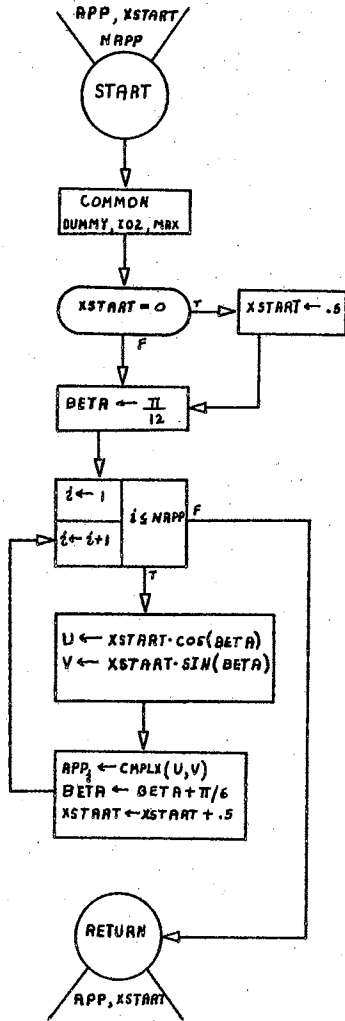 APP, XSTART
NAPP
START
COMMON
DUMMY, IO2, MAX
XSTART = 0
T
XSTART ← .5
F
BETA ← π/12
i ← 1
i ← i+1
i ≤ NAPP
F
T
U ← XSTART·COS(BETA)
V ← XSTART·SIN(BETA)
APPi ← CMPLX(U,V)
BETA ← BETA + π/6
XSTART ← XSTART + .5
RETURN
APP, XSTART